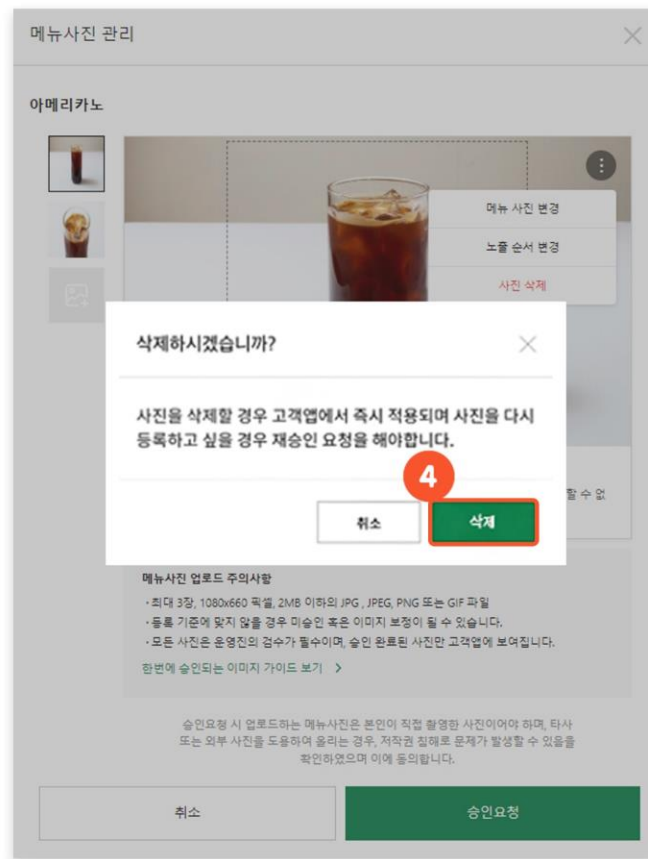 메뉴사진 관리
아메리카노
메뉴 사진 변경
노출 순서 변경
사진 삭제
삭제하시겠습니까?
사진을 삭제할 경우 고객앱에서 즉시 적용되며 사진을 다시
등록하고 싶을 경우 재승인 요청을 해야합니다.
4
할 수 없
취소
삭제
메뉴사진 업로드 주의사항
· 최대 3장, 1080x660 픽셀, 2MB 이하의 JPG , JPEG, PNG 또는 GIF 파일
· 등록 기준에 맞지 않을 경우 미승인 혹은 이미지 보정이 될 수 있습니다.
· 모든 사진은 운영진의 검수가 필수이며, 승인 완료된 사진만 고객앱에 보여집니다.
한번에 승인되는 이미지 가이드 보기 >
승인요청 시 업로드하는 메뉴사진은 본인이 직접 촬영한 사진이어야 하며, 타사
또는 외부 사진을 도용하여 올리는 경우, 저작권 침해로 문제가 발생할 수 있음을
확인하였으며 이에 동의합니다.
취소
승인요청